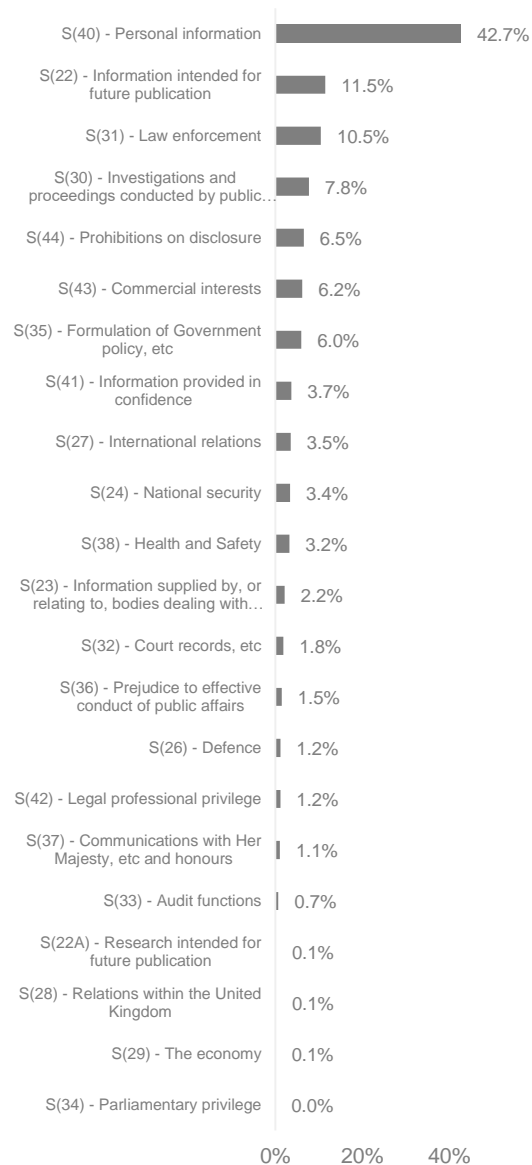 S(40) - Personal information
42.7%
S(22) - Information intended for
future publication
11.5%
S(31) - Law enforcement
10.5%
S(30) - Investigations and
proceedings conducted by public…
7.8%
S(44) - Prohibitions on disclosure
6.5%
S(43) - Commercial interests
6.2%
S(35) - Formulation of Government
policy, etc
6.0%
S(41) - Information provided in
confidence
3.7%
S(27) - International relations
3.5%
S(24) - National security
3.4%
S(38) - Health and Safety
3.2%
S(23) - Information supplied by, or
relating to, bodies dealing with…
2.2%
S(32) - Court records, etc
1.8%
S(36) - Prejudice to effective
conduct of public affairs
1.5%
S(26) - Defence
1.2%
S(42) - Legal professional privilege
1.2%
S(37) - Communications with Her
Majesty, etc and honours
1.1%
S(33) - Audit functions
0.7%
S(22A) - Research intended for
future publication
0.1%
S(28) - Relations within the United
Kingdom
0.1%
S(29) - The economy
0.1%
S(34) - Parliamentary privilege
0.0%
0% 20% 40%